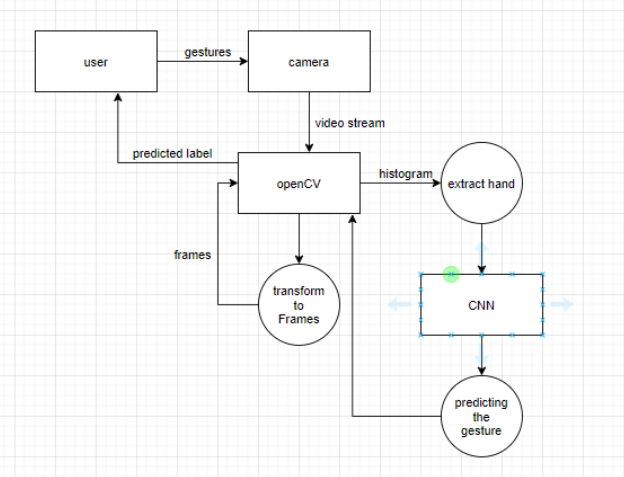 gestures
user
camera
video stream
predicted label
histogram
openCV
extract hand
frames
transform
to
Frames
CNN
predicting
the
gesture